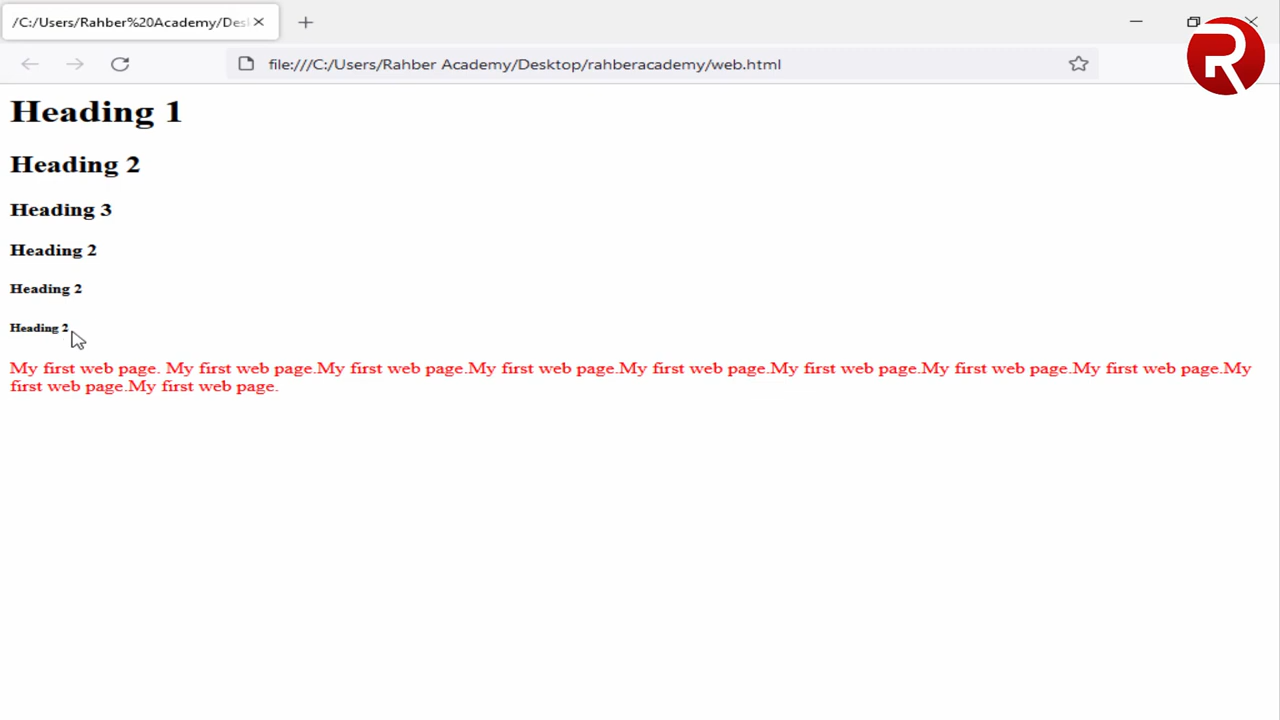 /C:/Users/Rahber%20Academy/Des
file:///C:/Users/Rahber Academy/Desktop/rahberacademy/web.html
R
Heading 1
Heading 2
Heading 3
Heading 2
Heading 2
Heading 2
My first web page. My first web page.My first web page.My first web page.My first web page.My first web page.My first web page.My first web page.My
first web page.My first web page.